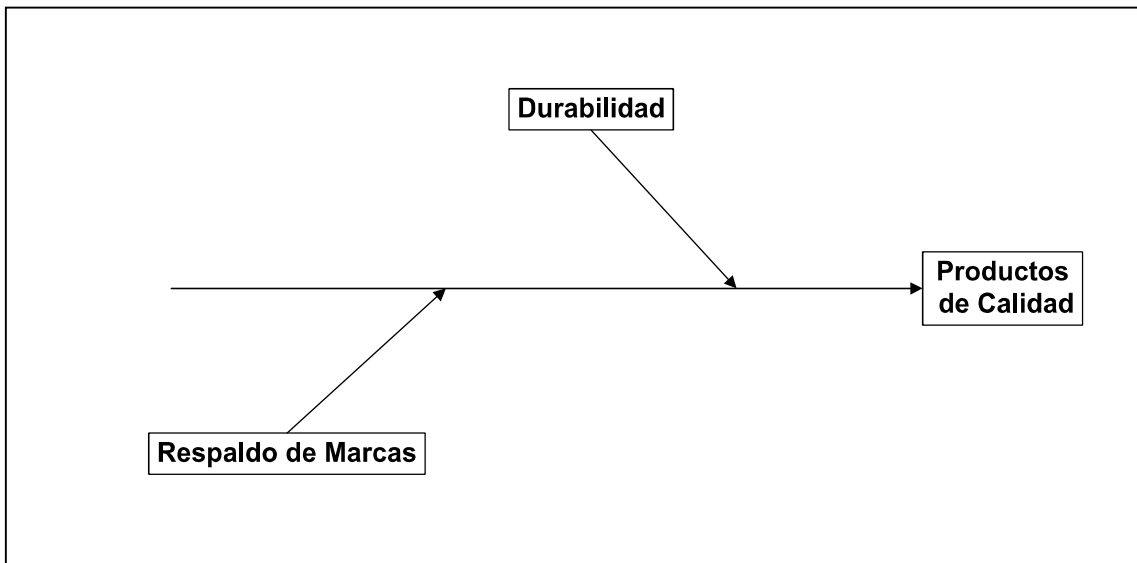 Durabilidad
Productos
de Calidad
Respaldo de Marcas